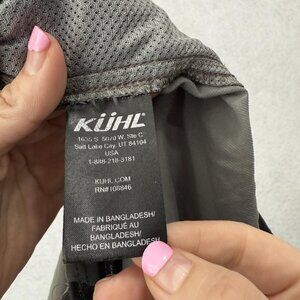 KÜHL
1635 S. 5070 W, Ste C
Salt Lake City, UT 84104
USA
1-888-218-3181
KUHL.COM
RN#108846
MADE IN BANGLADESH/
FABRIQUÉ AU
BANGLADESH/
HECHO EN BANGLADESH